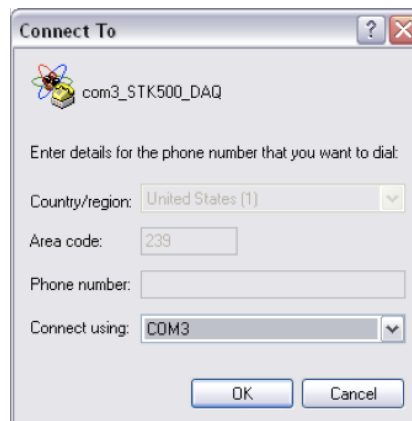 Connect To
com3_STK500_DAQ
Enter details for the phone number that you want to dial:
Country/region: United States (1)
Area code: 239
Phone number:
Connect using: COM3
OK Cancel